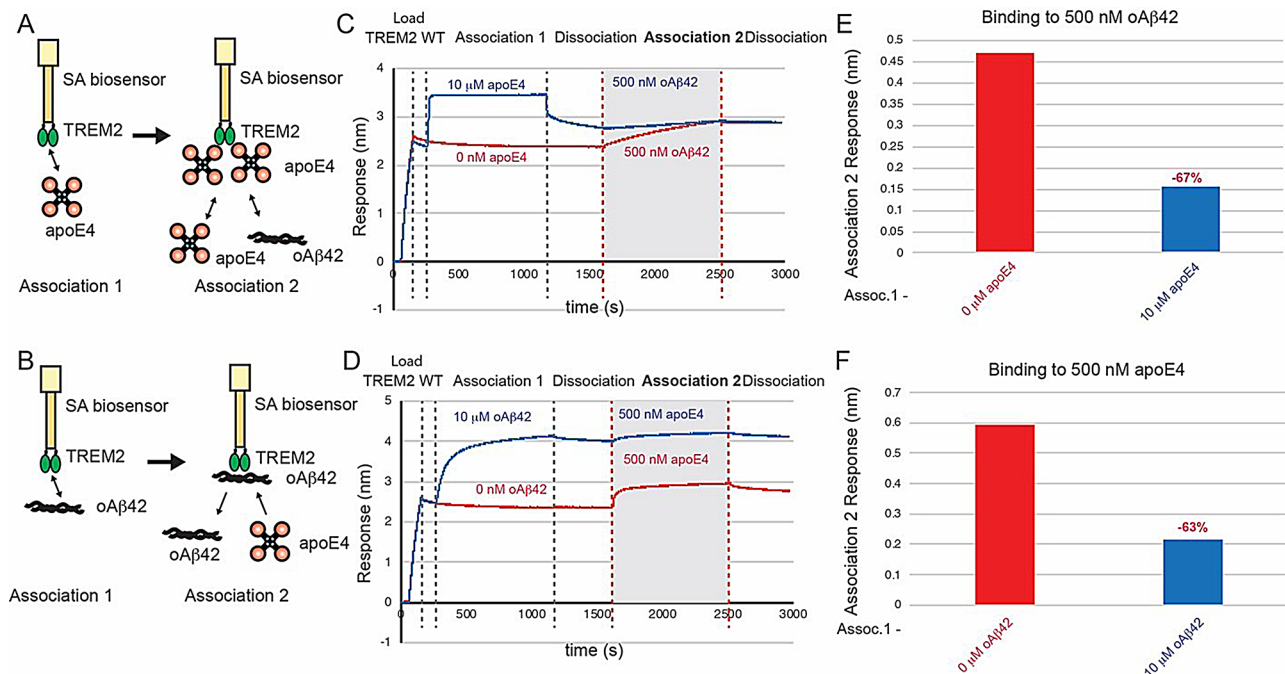 A
SA biosensor
TREM2
apoE4
Association 1
SA biosensor
TREM2
apoE4
apoE4
oAβ42
Association 2
B
SA biosensor
TREM2
oAβ42
Association 1
SA biosensor
TREM2
oAβ42
oAβ42
apoE4
Association 2
C
Load
TREM2 WT Association 1 Dissociation Association 2 Dissociation
Response (nm)
4
3
2
1
0
-1
10 μM apoE4
500 nM oAβ42
0 nM apoE4
500 nM oAβ42
0 500 1000 1500 2000 2500 3000
time (s)
D
Load
TREM2 WT Association 1 Dissociation Association 2 Dissociation
Response (nm)
5
4
3
2
1
0
-1
10 μM oAβ42
500 nM apoE4
500 nM apoE4
0 nM oAβ42
0 500 1000 1500 2000 2500 3000
time (s)
E
Binding to 500 nM oAβ42
Association 2 Response (nm)
0.5
0.45
0.4
0.35
0.3
0.25
0.2
0.15
0.1
0.05
0
-67%
Assoc.1 -
0 μM apoE4
10 μM apoE4
F
Binding to 500 nM apoE4
Association 2 Response (nm)
0.7
0.6
0.5
0.4
0.3
0.2
0.1
0
-63%
Assoc.1 -
0 μM oAβ42
10 μM oAβ42